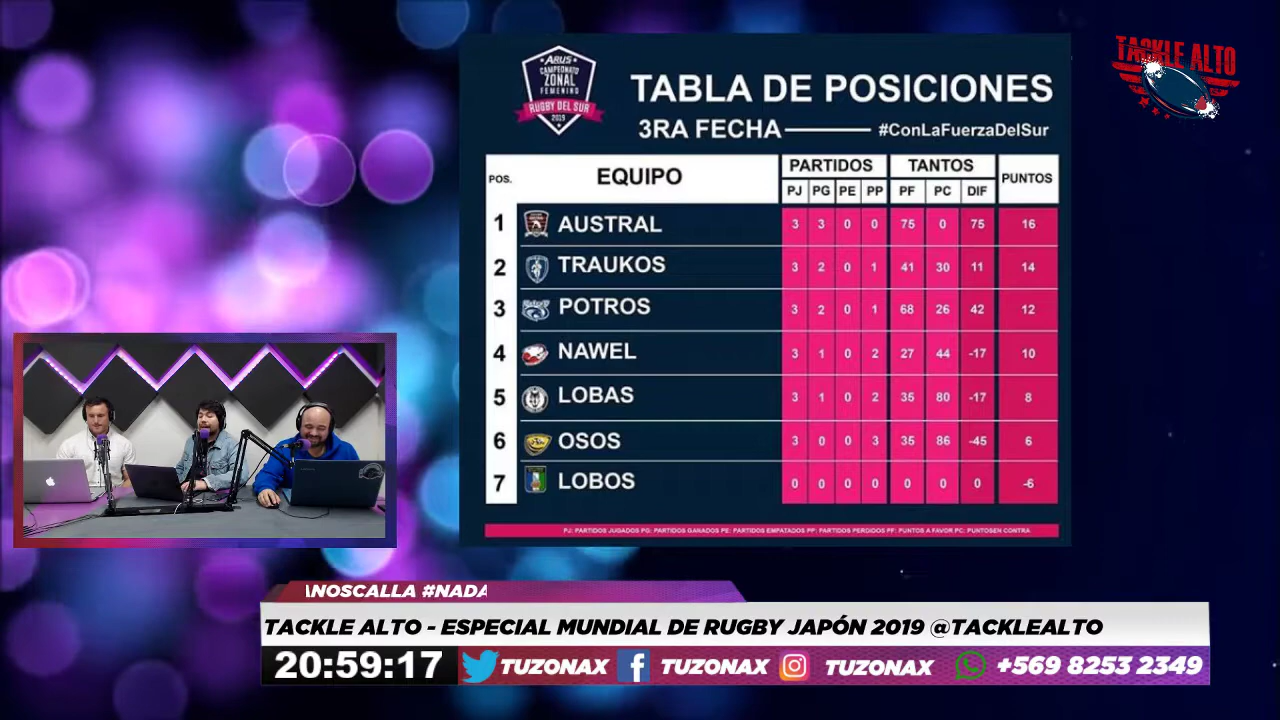 TACKLE ALTO
ARUS
CAMPEONATO
ZONAL
FEMENINO
RUGBY DEL SUR
2019
TABLA DE POSICIONES
3RA FECHA #ConLaFuerzaDelSur
POS. EQUIPO PARTIDOS TANTOS PUNTOS
PJ PG PE PP PF PC DIF
1 AUSTRAL 3 3 0 0 75 0 75 16
2 TRAUKOS 3 2 0 1 41 30 11 14
3 POTROS 3 2 0 1 68 26 42 12
4 NAWEL 3 1 0 2 27 44 -17 10
5 LOBAS 3 1 0 2 35 80 -17 8
6 OSOS 3 0 0 3 35 86 -45 6
7 LOBOS 0 0 0 0 0 0 0 -6
PJ: PARTIDOS JUGADOS PG: PARTIDOS GANADOS PE: PARTIDOS EMPATADOS PP: PARTIDOS PERDIDOS PF: PUNTOS A FAVOR PC: PUNTOSEN CONTRA
ANOSCALLA #NADA
TACKLE ALTO - ESPECIAL MUNDIAL DE RUGBY JAPÓN 2019 @TACKLEALTO
20:59:17 TUZONAX TUZONAX TUZONAX +569 8253 2349